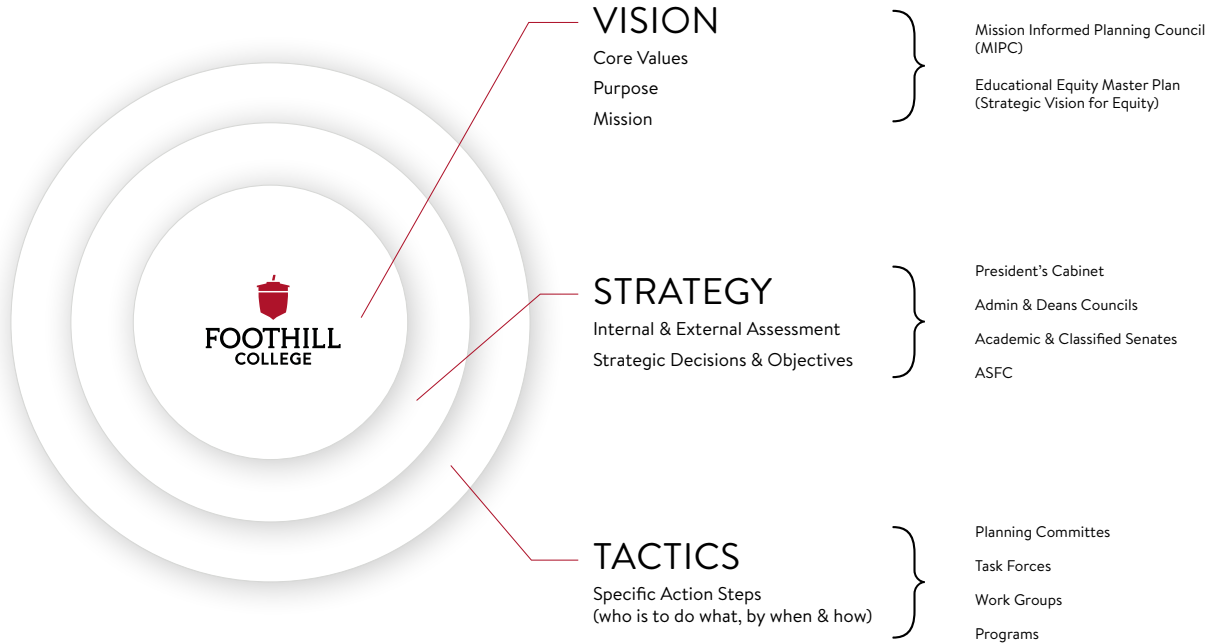 FOOTHILL
COLLEGE
VISION
Core Values
Purpose
Mission
Mission Informed Planning Council
(MIPC)
Educational Equity Master Plan
(Strategic Vision for Equity)
STRATEGY
Internal & External Assessment
Strategic Decisions & Objectives
President’s Cabinet
Admin & Deans Councils
Academic & Classified Senates
ASFC
TACTICS
Specific Action Steps
(who is to do what, by when & how)
Planning Committes
Task Forces
Work Groups
Programs